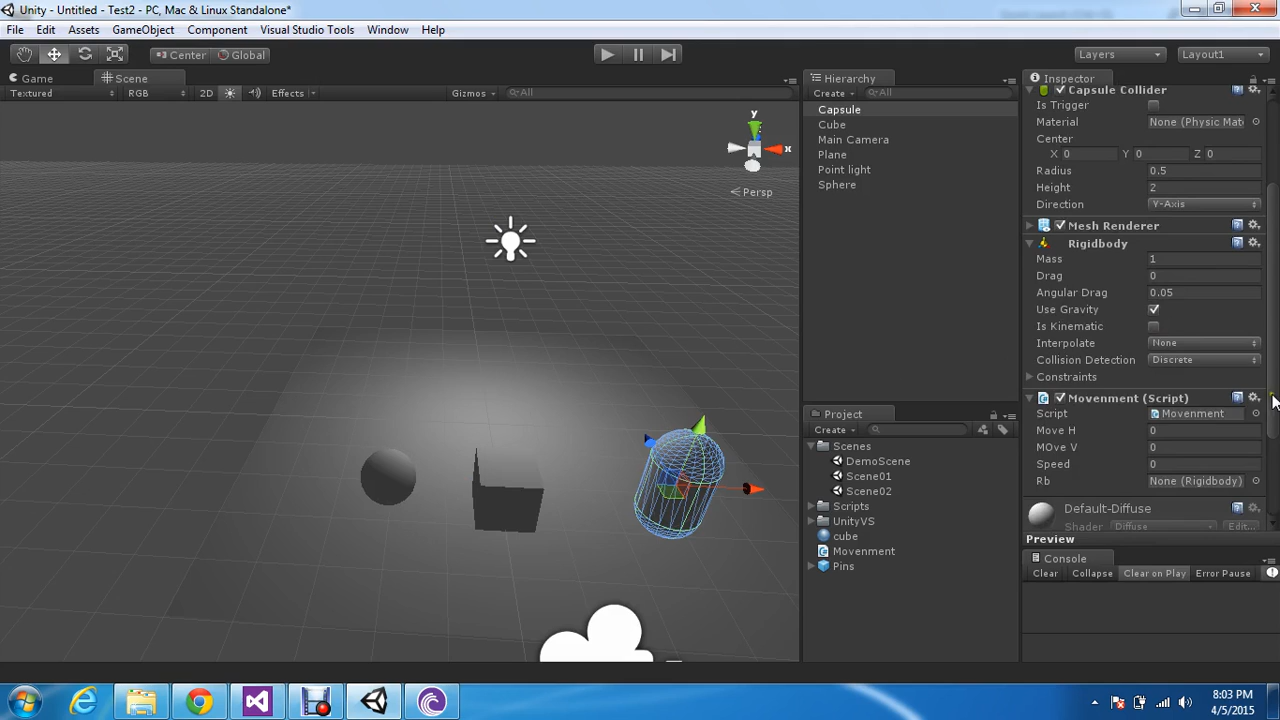 Unity - Untitled - Test2 - PC, Mac & Linux Standalone*
File Edit Assets GameObject Component Visual Studio Tools Window Help
Center Global Layers Layout1
Game Scene Hierarchy Inspector
Textured RGB 2D Effects Gizmos All Create All
Capsule Collider
Is Trigger
Material None (Physic Mat
Center
X 0 Y 0 Z 0
Radius 0.5
Height 2
Direction Y-Axis
Mesh Renderer
Rigidbody
Mass 1
Drag 0
Angular Drag 0.05
Use Gravity
Is Kinematic
Interpolate None
Collision Detection Discrete
Constraints
Movenment (Script)
Script Movenment
Move H 0
MOve V 0
Speed 0
Rb None (Rigidbody)
Default-Diffuse
Shader Diffuse Edit...
Preview
Console
Clear Collapse Clear on Play Error Pause
Capsule
Cube
Main Camera
Plane
Point light
Sphere
Project
Create
Scenes
DemoScene
Scene01
Scene02
Scripts
UnityVS
cube
Movenment
Pins
y
x
Persp
8:03 PM
4/5/2015